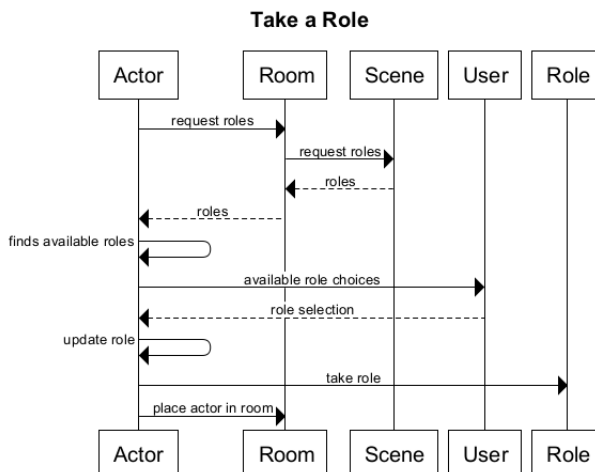 Take a Role
Actor Room Scene User Role
request roles
request roles
roles
roles
finds available roles
available role choices
role selection
update role
take role
place actor in room
Actor Room Scene User Role